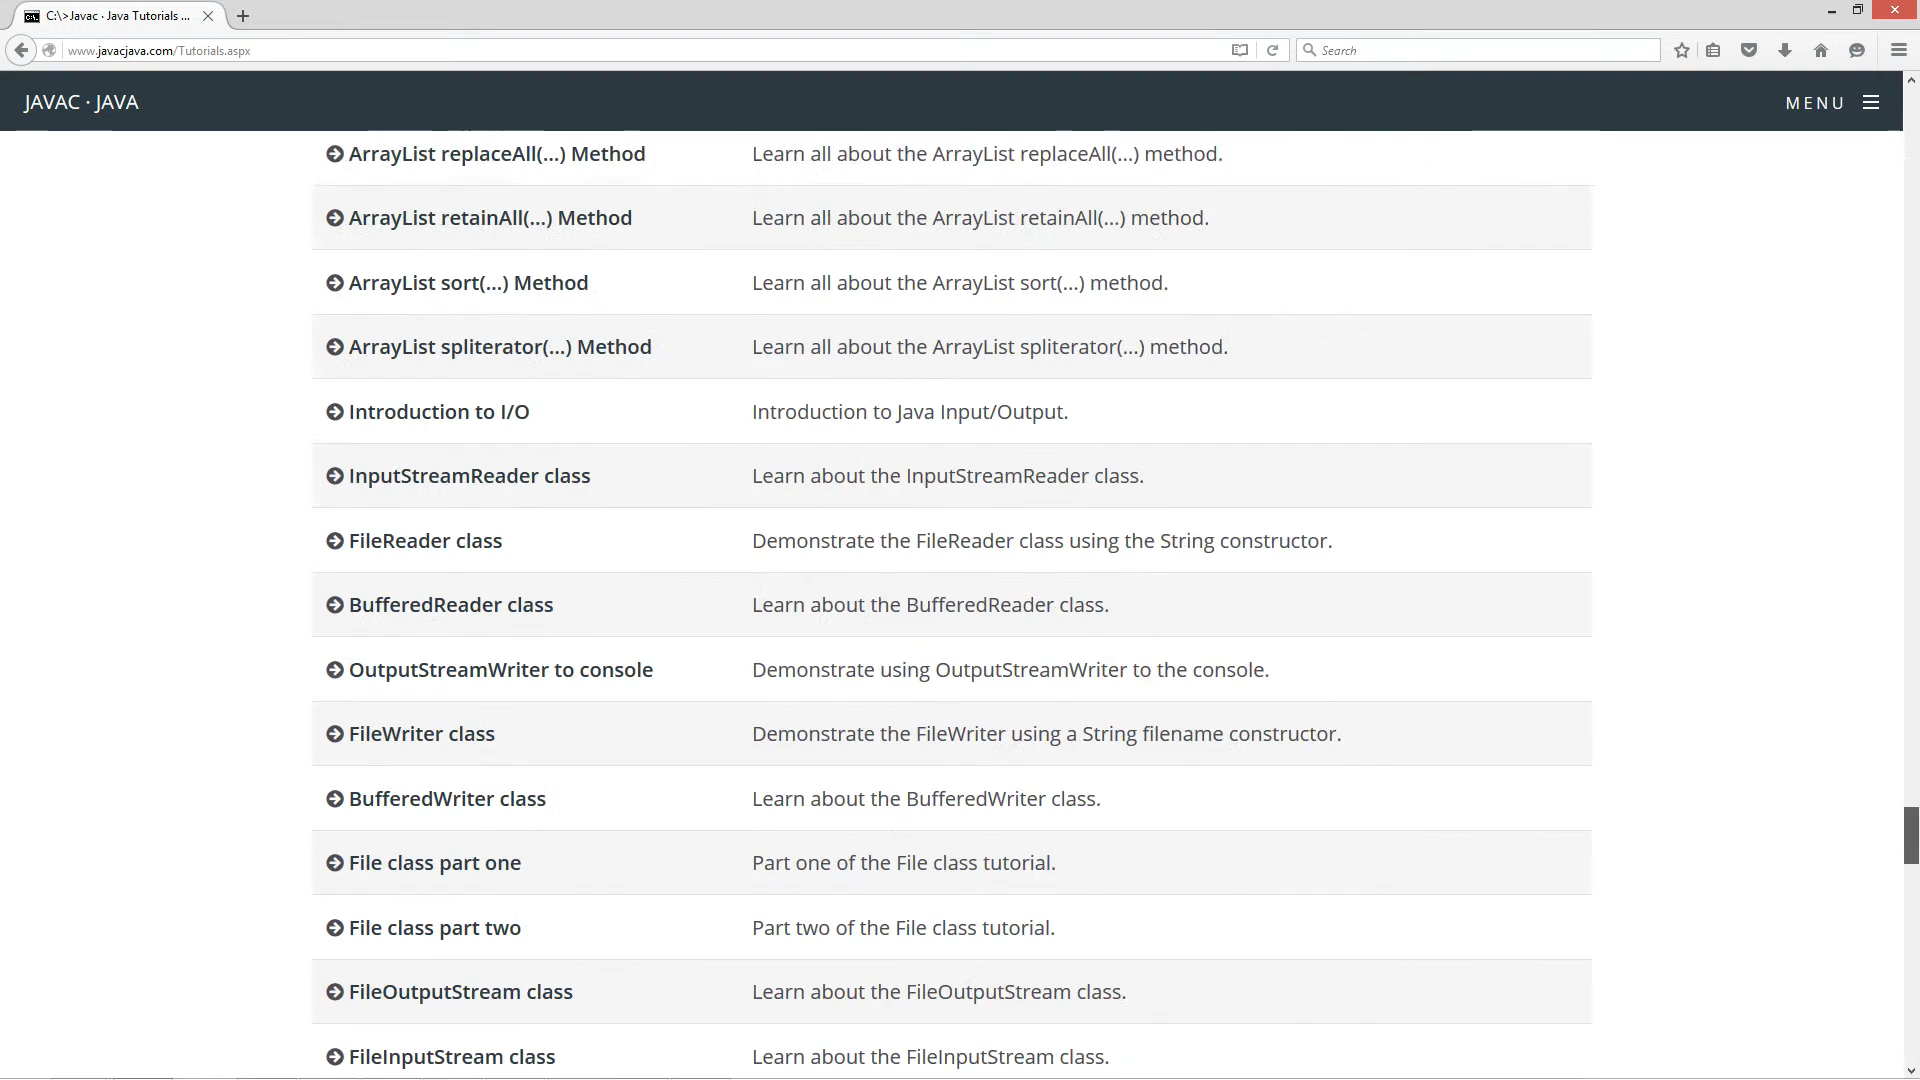 C:\>Javac · Java Tutorials ...
www.javacjava.com/Tutorials.aspx
Search
JAVAC · JAVA
MENU
ArrayList replaceAll(...) Method Learn all about the ArrayList replaceAll(...) method.
ArrayList retainAll(...) Method Learn all about the ArrayList retainAll(...) method.
ArrayList sort(...) Method Learn all about the ArrayList sort(...) method.
ArrayList spliterator(...) Method Learn all about the ArrayList spliterator(...) method.
Introduction to I/O Introduction to Java Input/Output.
InputStreamReader class Learn about the InputStreamReader class.
FileReader class Demonstrate the FileReader class using the String constructor.
BufferedReader class Learn about the BufferedReader class.
OutputStreamWriter to console Demonstrate using OutputStreamWriter to the console.
FileWriter class Demonstrate the FileWriter using a String filename constructor.
BufferedWriter class Learn about the BufferedWriter class.
File class part one Part one of the File class tutorial.
File class part two Part two of the File class tutorial.
FileOutputStream class Learn about the FileOutputStream class.
FileInputStream class Learn about the FileInputStream class.